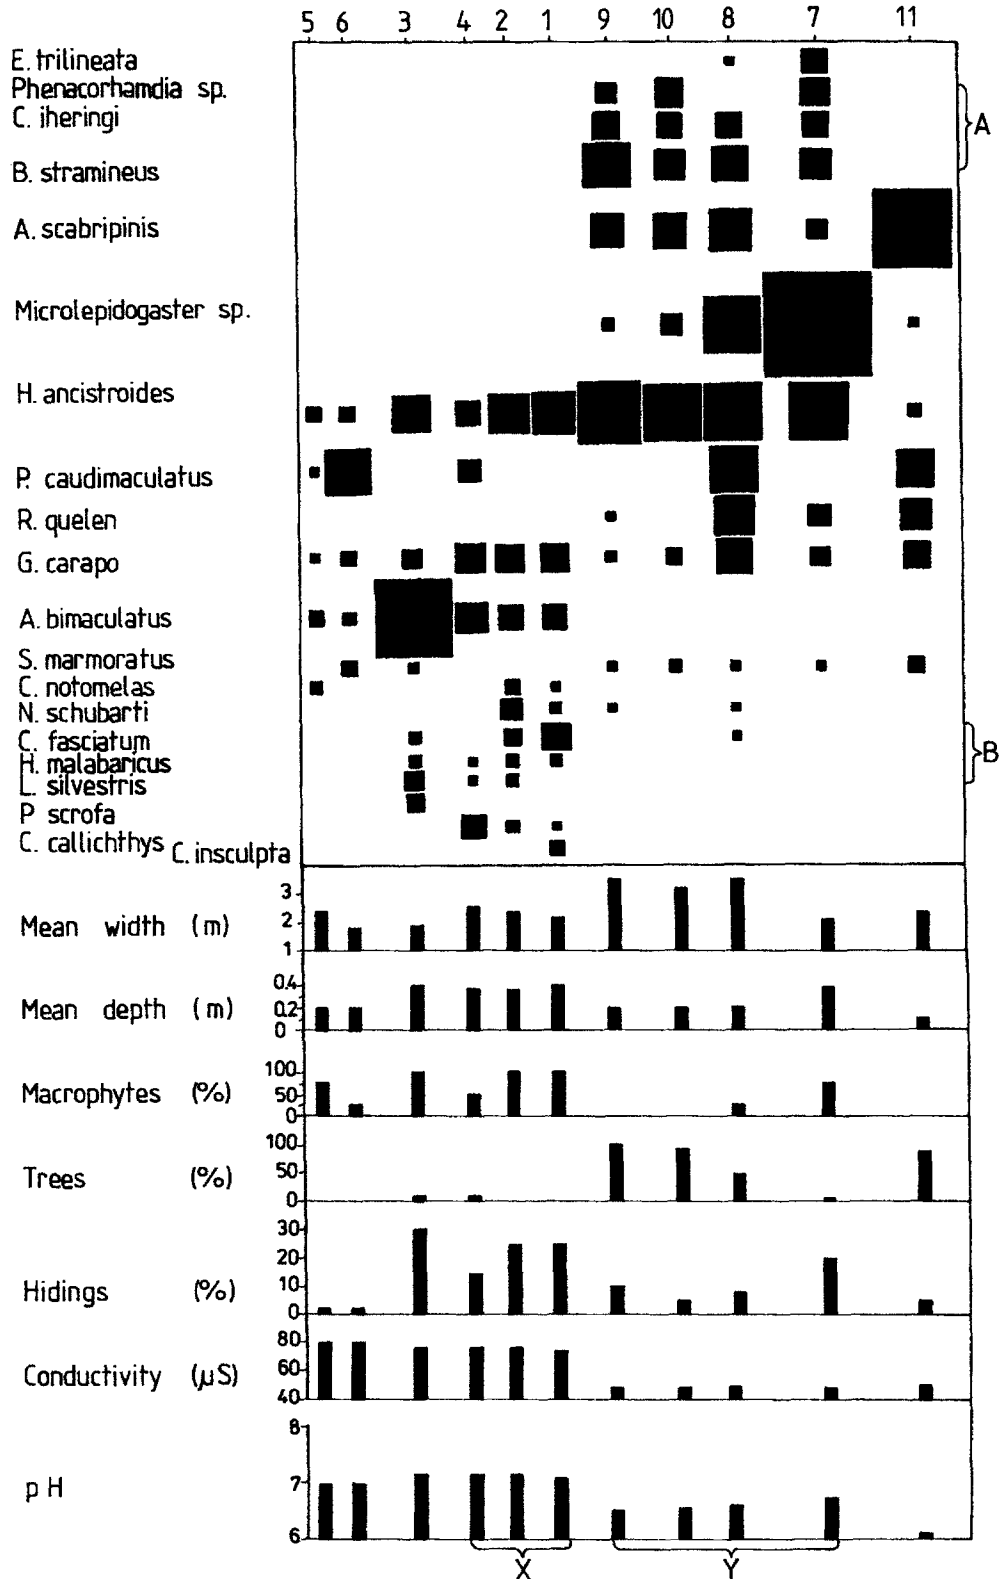 5 6 3 4 2 1 9 10 8 7 11
E. trilineata
Phenacorhamdia sp.
C. iheringi
A
B. stramineus
A. scabripinis
Microlepidogaster sp.
H. ancistroides
P. caudimaculatus
R. quelen
G. carapo
A. bimaculatus
S. marmoratus
C. notomelas
N. schubarti
C. fasciatum
B
H. malabaricus
L. silvestris
P scrofa
C. callichthys
C. insculpta
3
Mean width (m)
2
1
0.4
Mean depth (m)
0.2
0
100
Macrophytes (%)
50
0
100
Trees (%)
50
0
30
20
Hidings (%)
10
0
80
Conductivity (µS)
60
40
8
pH
7
6
X Y